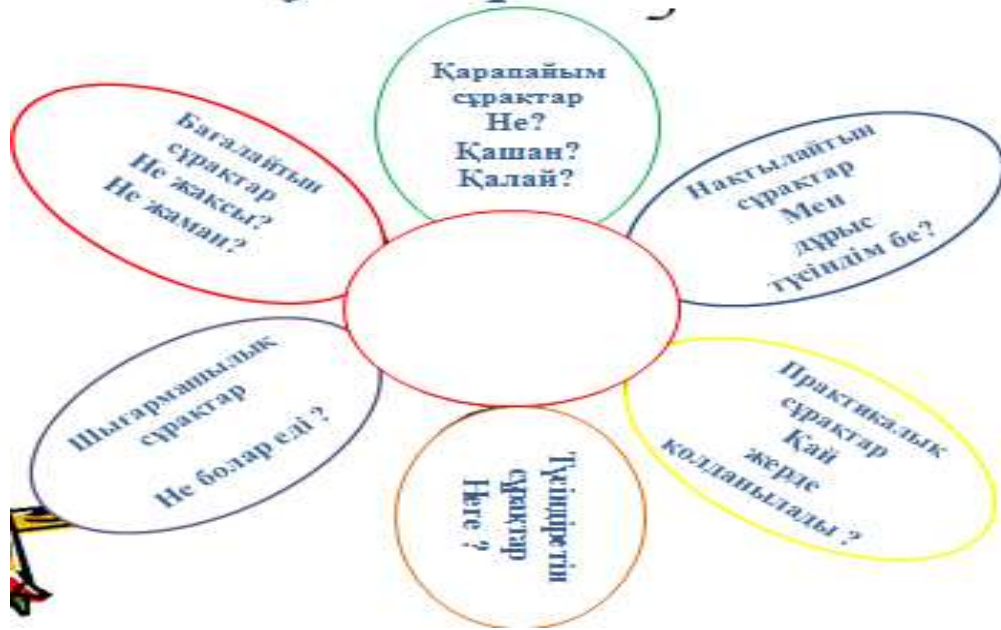 Қарапайым
сұрақтар
Не?
Қашан?
Қалай?
Нақтылайтын
сұрақтар
Мен
дұрыс
түсіндім бе?
Практикалық
сұрақтар
Қай
жерде
қолданылады ?
Түсіндіретін
сұрақтар
Неге ?
Шығармашылық
сұрақтар
Не болар еді ?
Бағалайтын
сұрақтар
Не жақсы?
Не жаман?